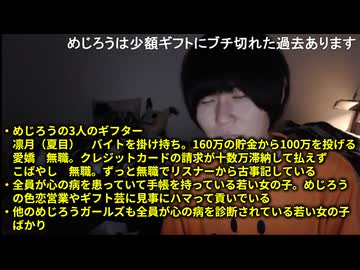 めじろうは少額ギフトにブチ切れた過去あります
・めじろうの3人のギフター
凛月（夏目）　バイトを掛け持ち。160万の貯金から100万を投げる
愛嬌　無職。クレジットカードの請求が十数万滞納して払えず
こばやし　無職。ずっと無職でリスナーから古事記している
・全員が心の病を患っていて手帳を持っている若い女の子。めじろう
の色恋営業やギフト芸に見事にハマって貢いでいる
・他のめじろうガールズも全員が心の病を診断されている若い女の子
ばかり